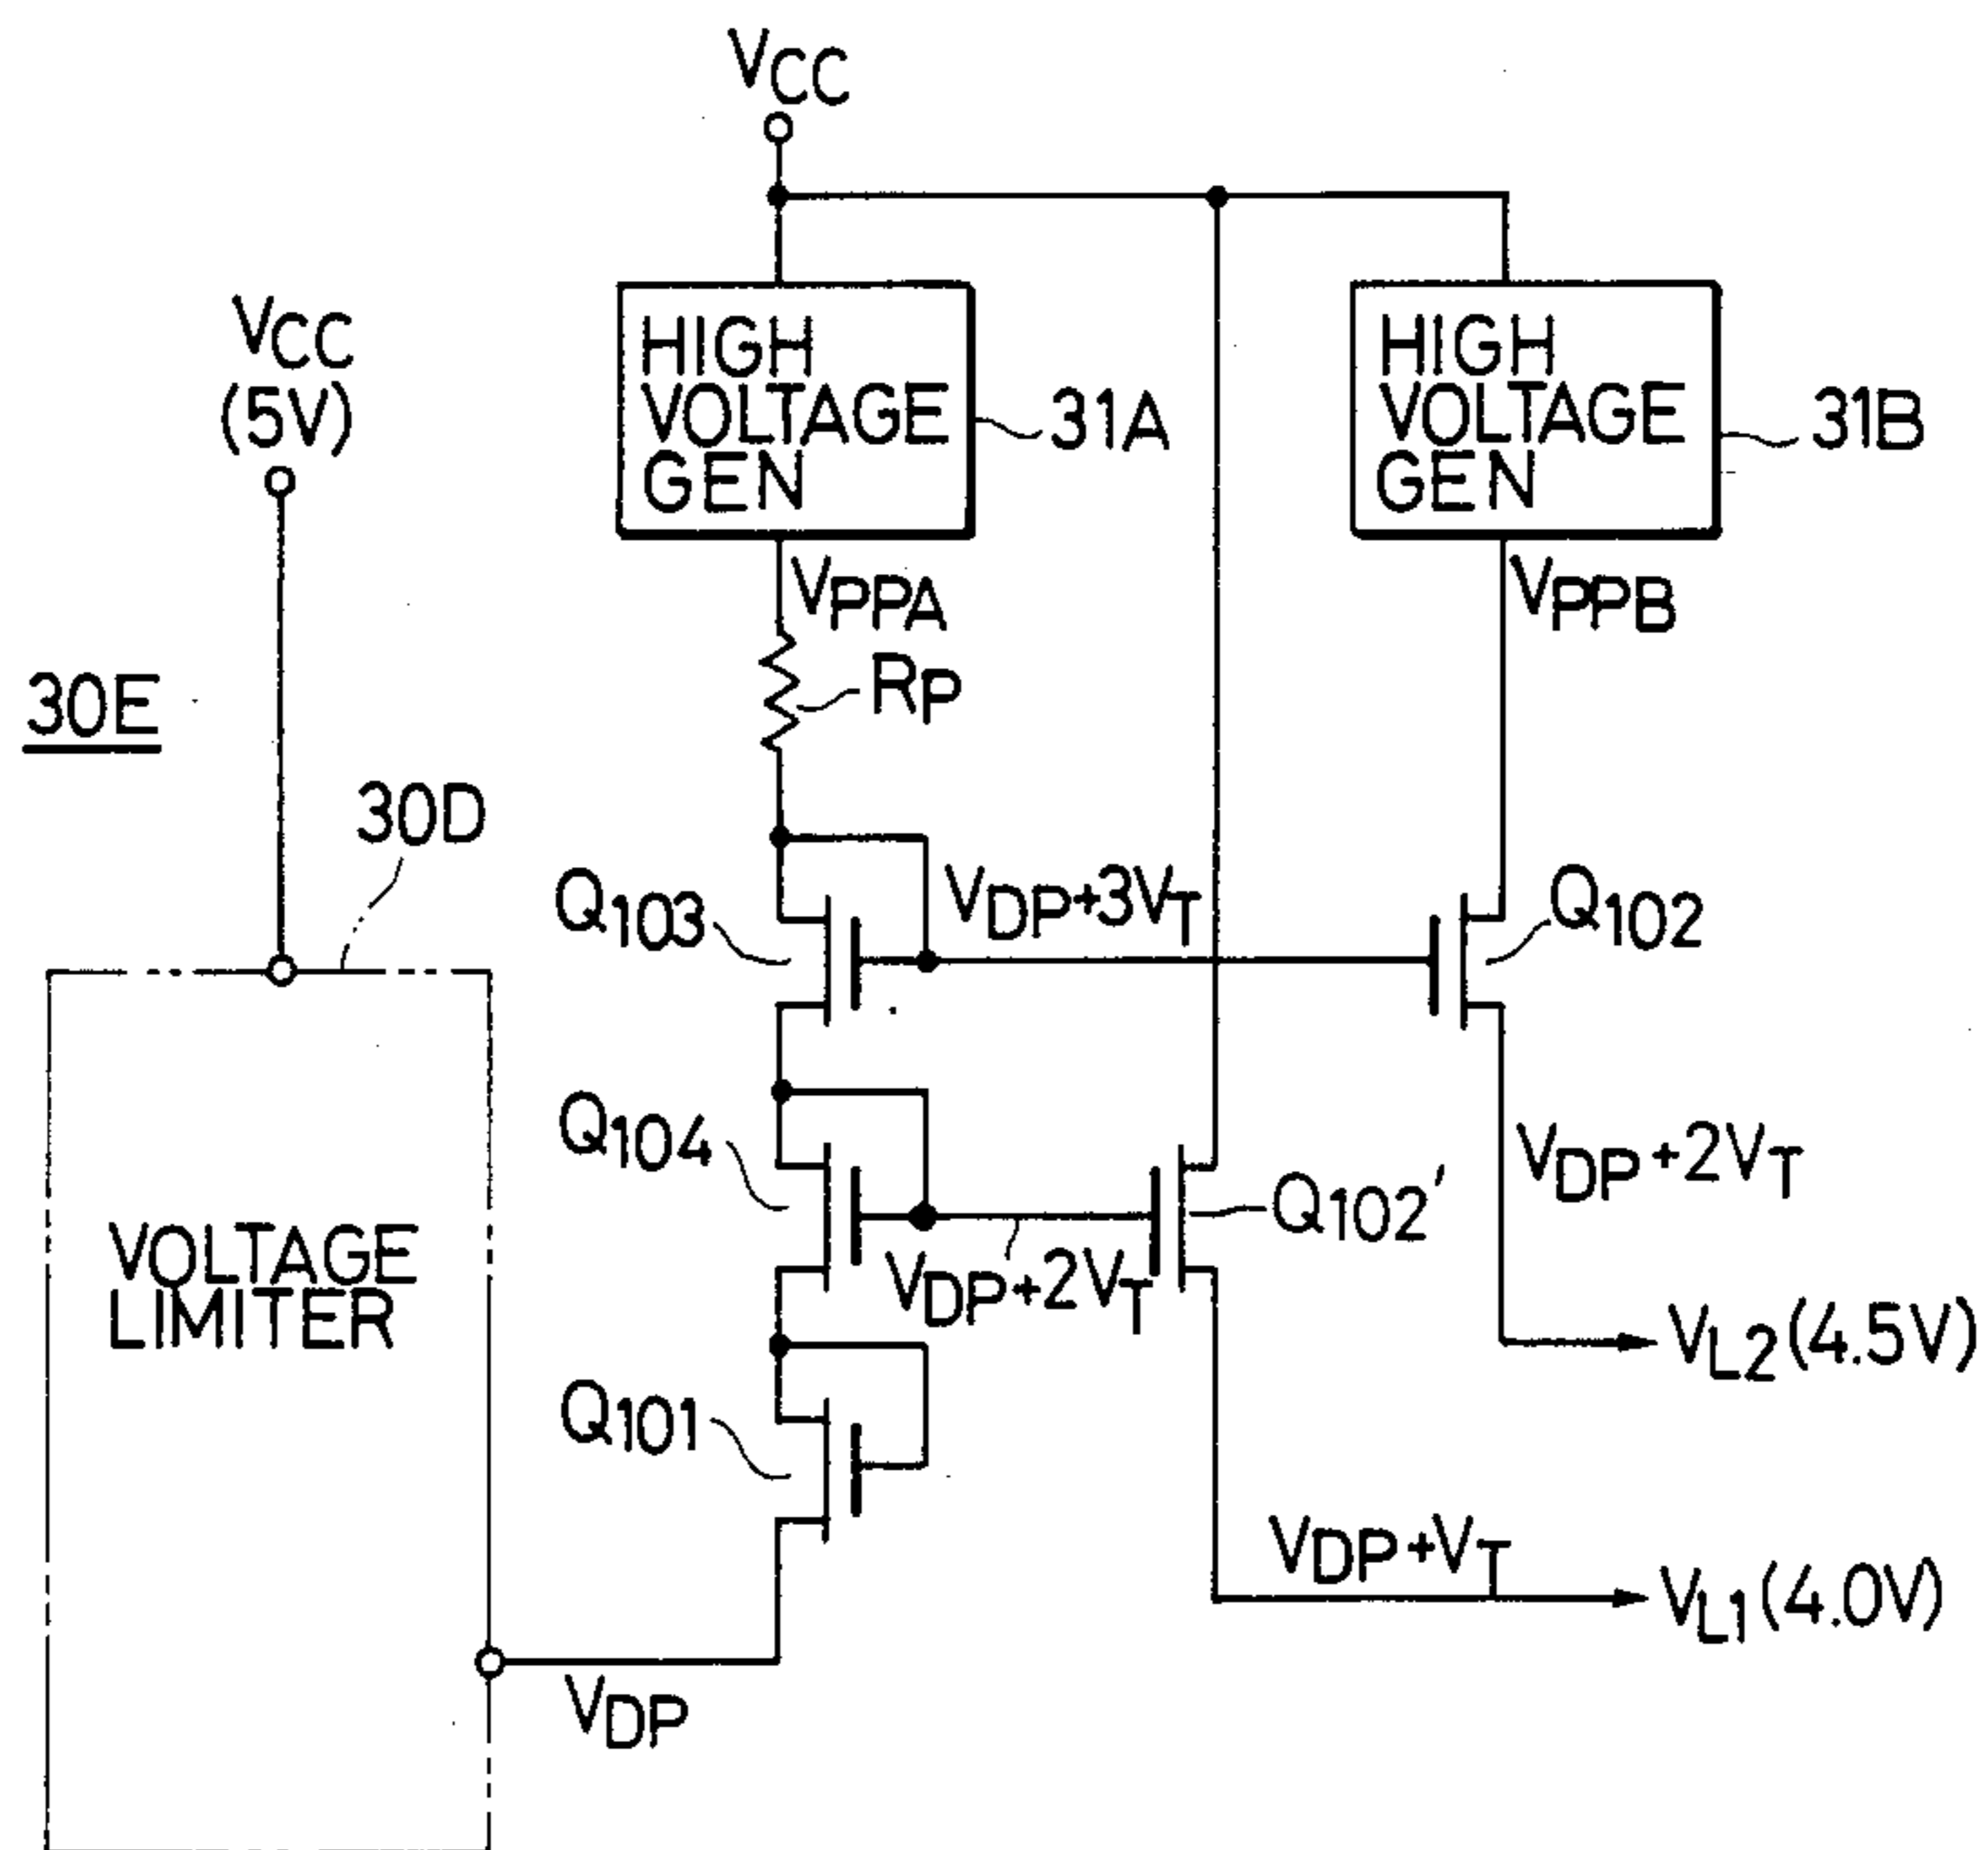 VCC
VCC
(5V)
HIGH
VOLTAGE
GEN
31A
HIGH
VOLTAGE
GEN
31B
VPPA
VPPB
RP
30E
30D
Q103
VDP+3VT
Q102
Q104
VDP+2VT
Q102'
VDP+2VT
VOLTAGE
LIMITER
VL2(4.5V)
Q101
VDP+VT
VL1(4.0V)
VDP